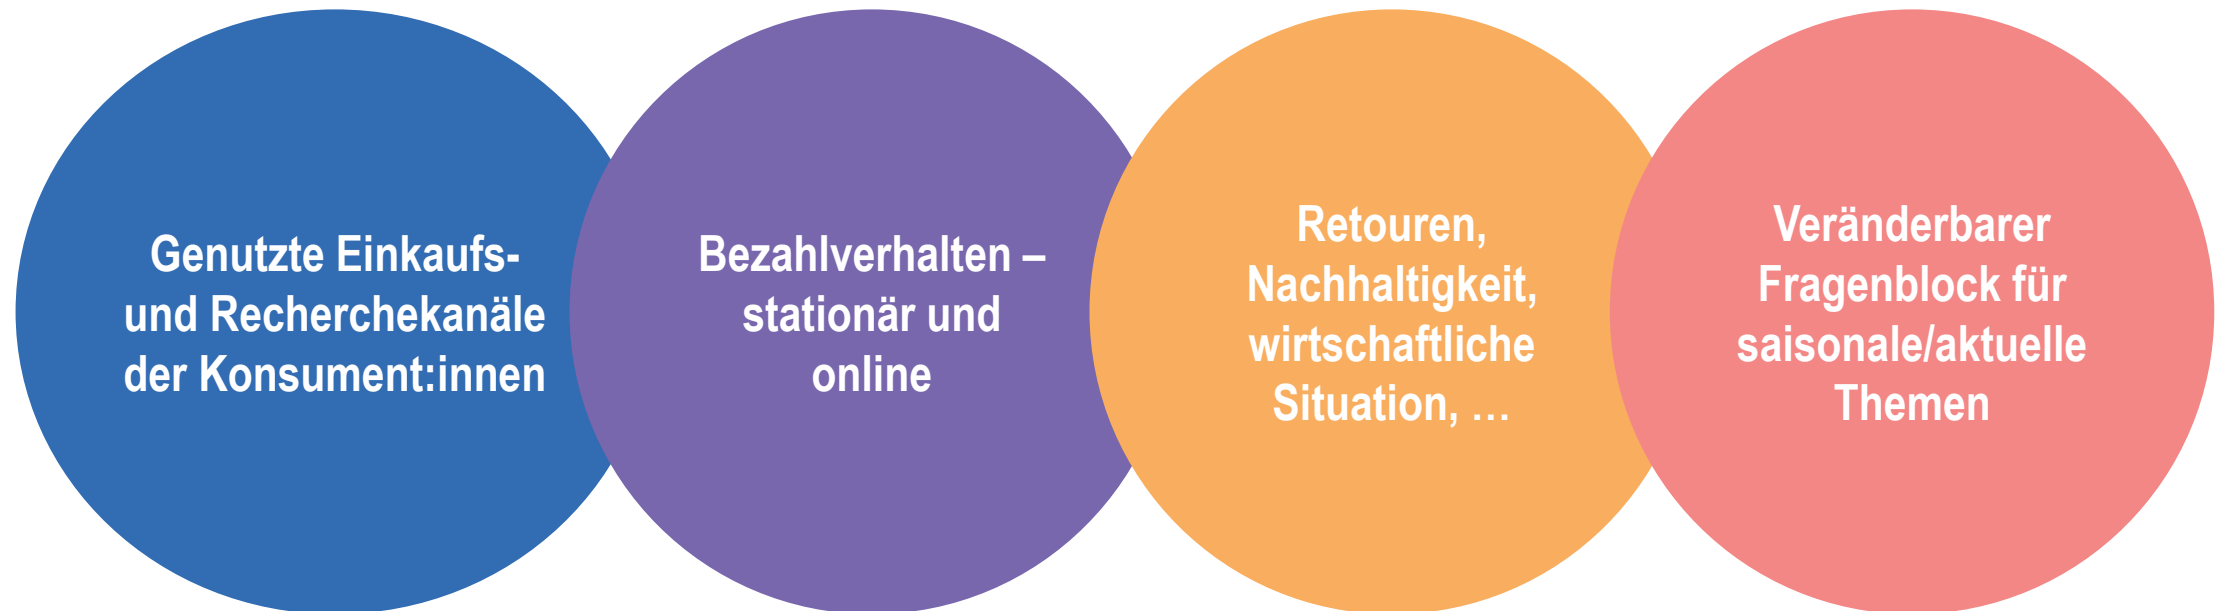 Genutzte Einkaufs-
und Recherchekanäle
der Konsument:innen
Bezahlverhalten –
stationär und
online
Retouren,
Nachhaltigkeit,
wirtschaftliche
Situation, …
Veränderbarer
Fragenblock für
saisonale/aktuelle
Themen